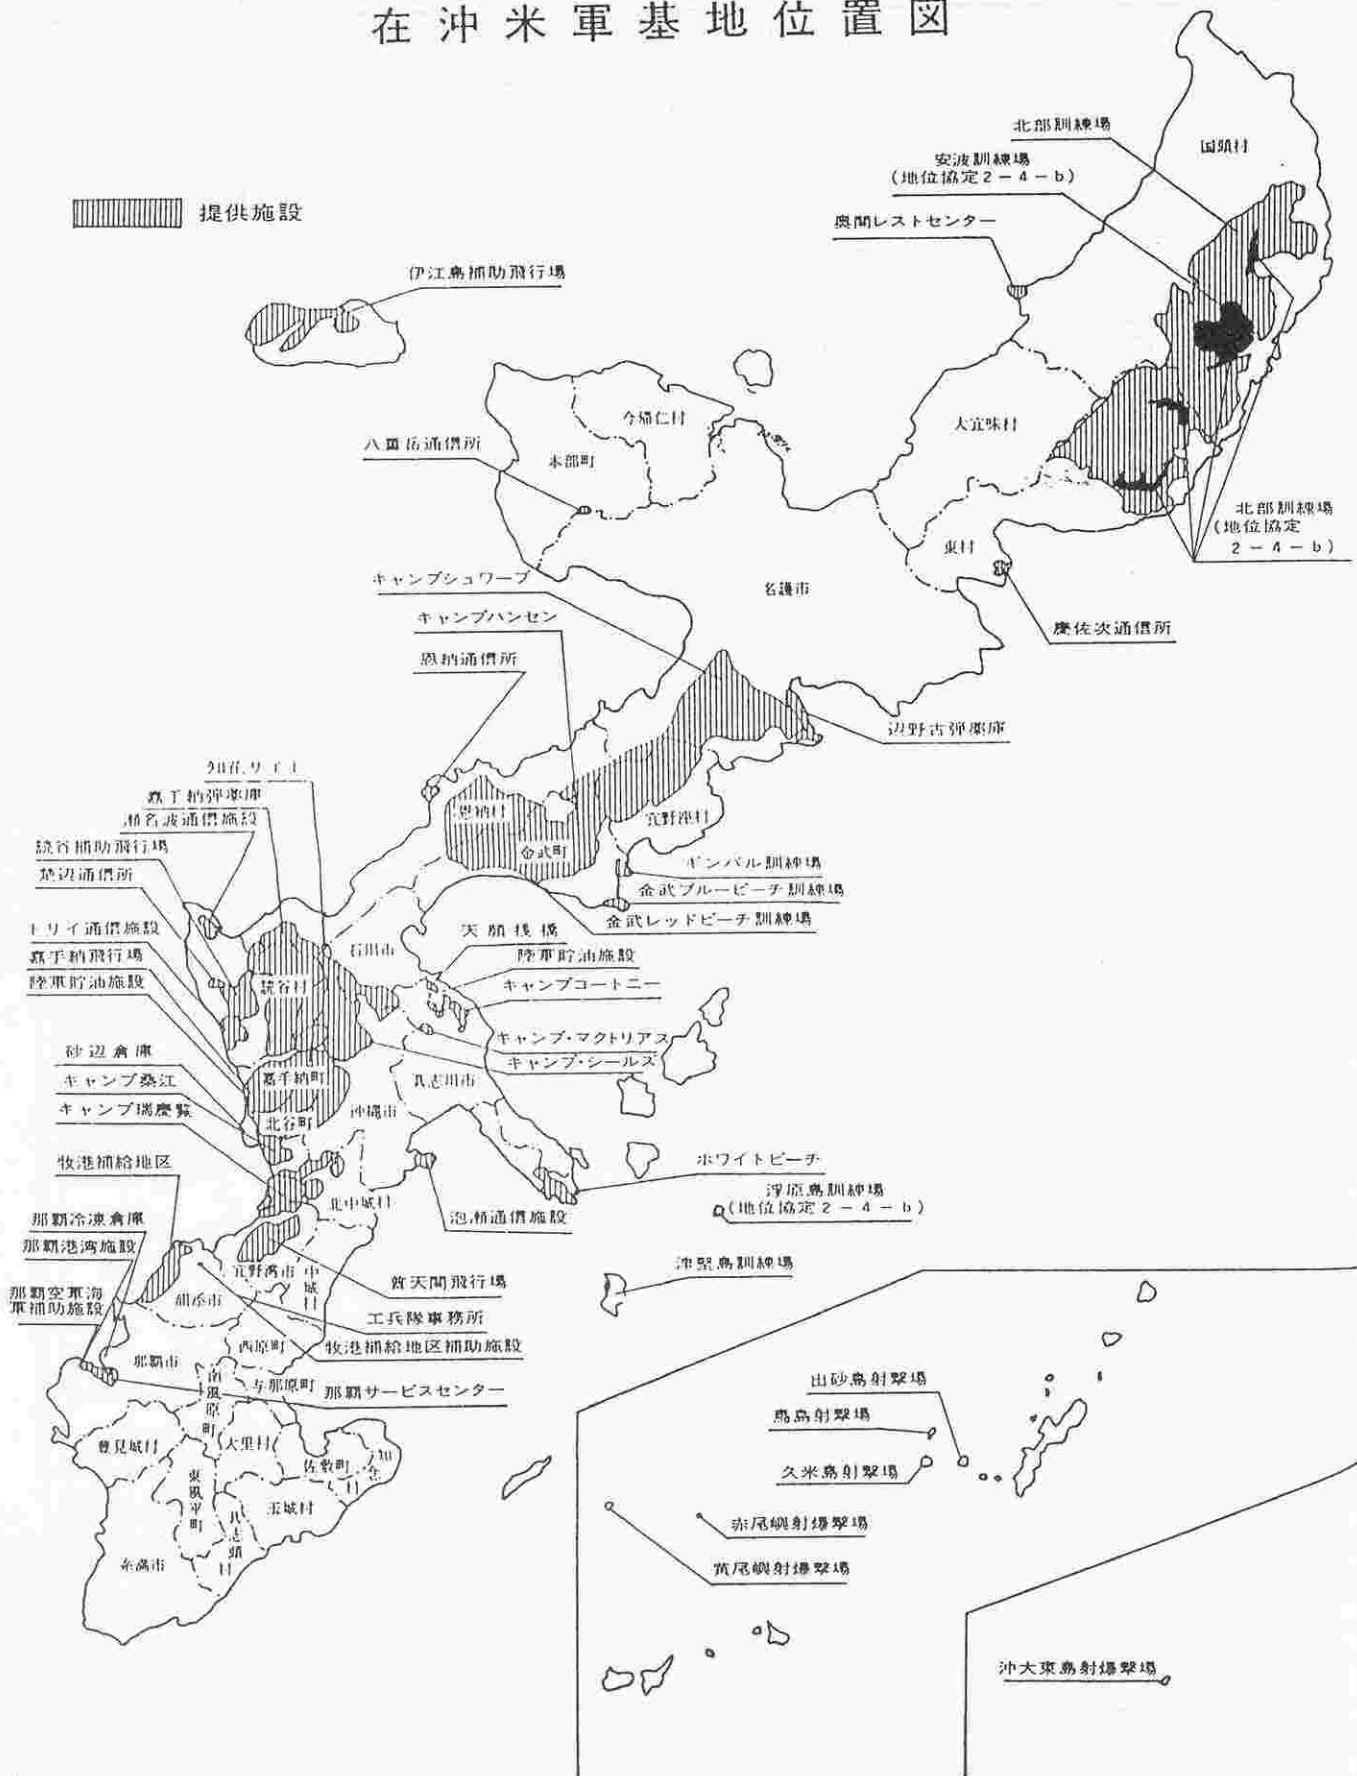 在沖米軍基地位置図
提供施設
北部訓練場
安波訓練場
(地位協定2-4-b)
奥間レストセンター
国頭村
伊江島補助飛行場
今帰仁村
本部町
八重岳通信所
大宜味村
東村
北部訓練場
(地位協定
2-4-b)
名護市
慶佐次通信所
キャンプシュワーブ
キャンプハンセン
恩納通信所
辺野古弾薬庫
恩納村
金武町
宜野座村
嘉手納弾薬庫
瀬名波通信施設
読谷補助飛行場
楚辺通信所
トリイ通信施設
嘉手納飛行場
陸軍貯油施設
砂辺倉庫
キャンプ桑江
キャンプ瑞慶覧
牧港補給地区
那覇冷凍倉庫
那覇港湾施設
那覇空軍海
軍補助施設
ギンバル訓練場
金武ブルービーチ訓練場
金武レッドビーチ訓練場
天願桟橋
陸軍貯油施設
キャンプコートニー
キャンプ・マクトリアス
キャンプ・シールズ
石川市
読谷村
嘉手納町
北谷町
沖縄市
具志川市
北中城村
泡瀬通信施設
ホワイトビーチ
浮原島訓練場
(地位協定2-4-b)
津堅島訓練場
宜野湾市
中城村
普天間飛行場
工兵隊事務所
牧港補給地区補助施設
那覇サービスセンター
浦添市
西原町
那覇市
南風原町
与那原町
豊見城村
大里村
佐敷町
知念村
東風平町
玉城村
具志頭村
糸満市
出砂島射撃場
鳥島射撃場
久米島射撃場
赤尾嶼射爆撃場
黄尾嶼射爆撃場
沖大東島射爆撃場